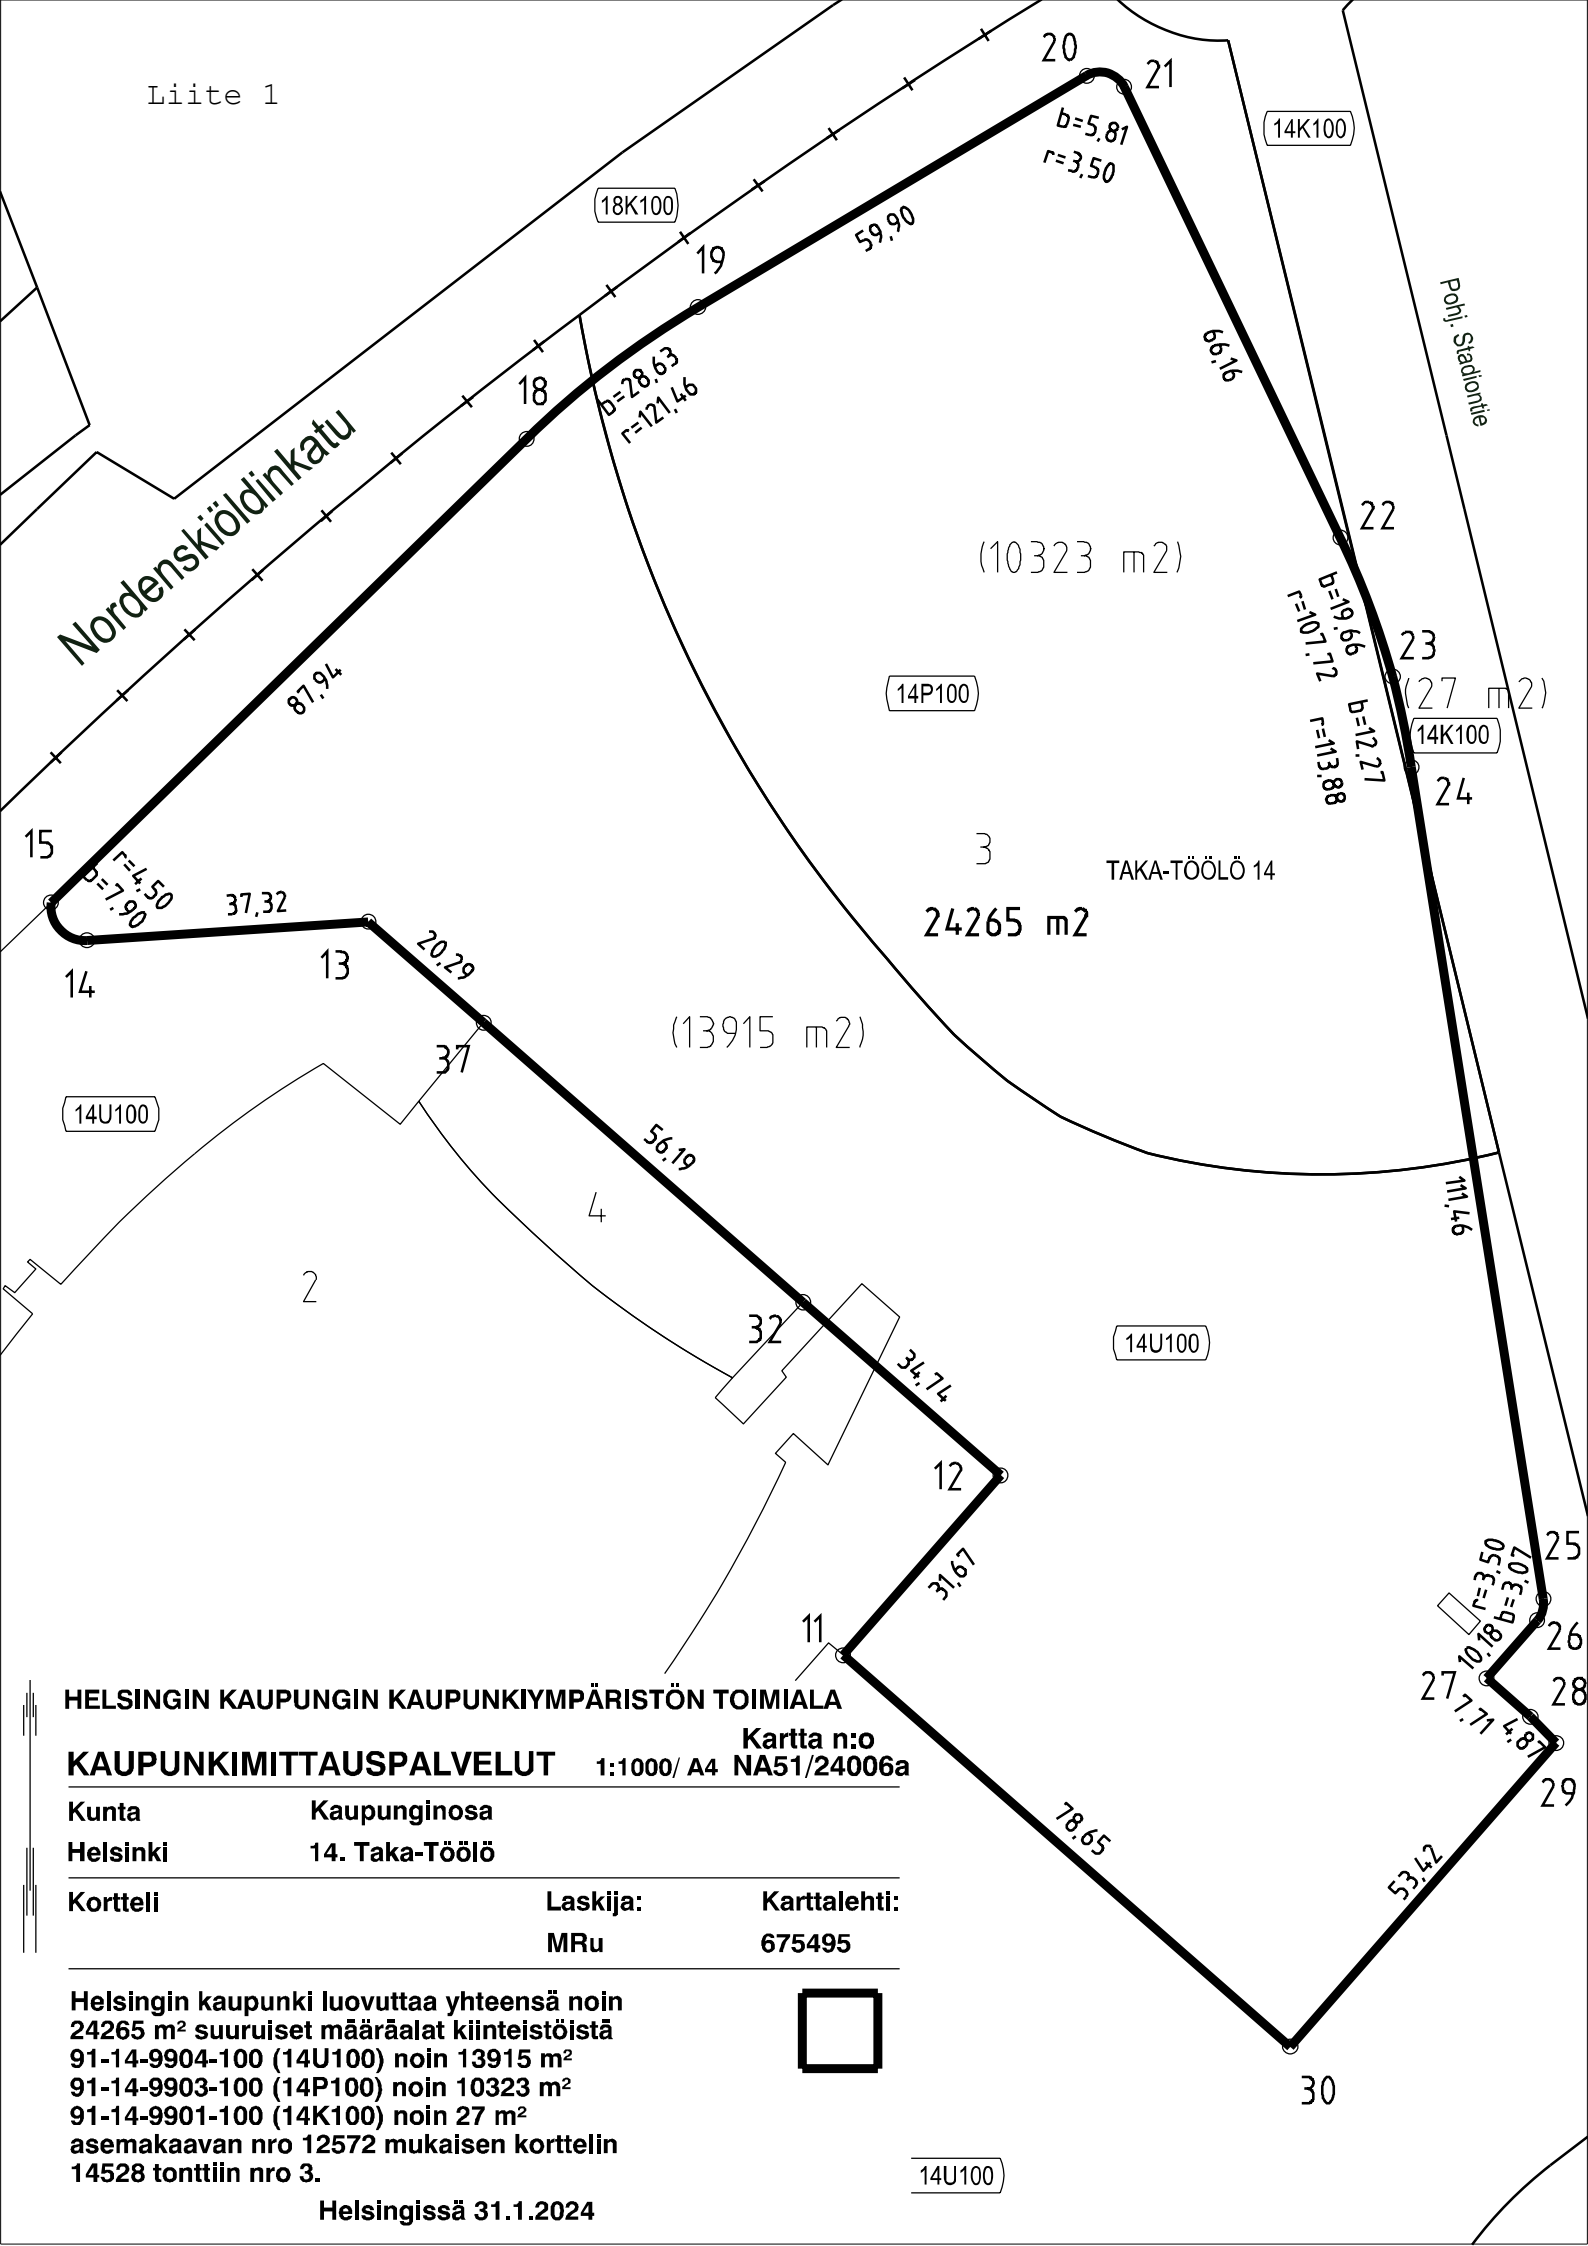 Liite 1
20
21
b=5,81
r=3,50
14K100
18K100
59,90
19
66,16
Pohj. Stadiontie
18
b=28,63
r=121,46
Nordenskiöldinkatu
22
(10323 m2)
b=19,66
r=107,72
23
(27 m2)
87,94
14P100
b=12,27
r=113,88
14K100
24
15
r=4,50
b=7,90
3
TAKA-TÖÖLÖ 14
24265 m2
37,32
13
20,29
14
(13915 m2)
37
14U100
56,19
4
111,46
2
32
14U100
34,74
12
25
r=3,50
b=3,07
31,67
11
26
10,18
27
28
7,71
4,87
29
HELSINGIN KAUPUNGIN KAUPUNKIYMPÄRISTÖN TOIMIALA
Kartta n:o
KAUPUNKIMITTAUSPALVELUT 1:1000/ A4 NA51/24006a
Kunta Kaupunginosa
Helsinki 14. Taka-Töölö
78,65
53,42
Kortteli Laskija: Karttalehti:
MRu 675495
Helsingin kaupunki luovuttaa yhteensä noin
24265 m² suuruiset määräalat kiinteistöistä
91-14-9904-100 (14U100) noin 13915 m²
91-14-9903-100 (14P100) noin 10323 m²
91-14-9901-100 (14K100) noin 27 m²
asemakaavan nro 12572 mukaisen korttelin
14528 tonttiin nro 3.
Helsingissä 31.1.2024
30
14U100